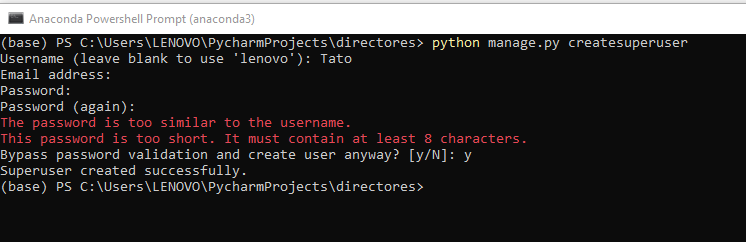 Anaconda Powershell Prompt (anaconda3)
(base) PS C:\Users\LENOVO\PycharmProjects\directores> python manage.py createsuperuser
Username (leave blank to use 'lenovo'): Tato
Email address:
Password:
Password (again):
The password is too similar to the username.
This password is too short. It must contain at least 8 characters.
Bypass password validation and create user anyway? [y/N]: y
Superuser created successfully.
(base) PS C:\Users\LENOVO\PycharmProjects\directores>